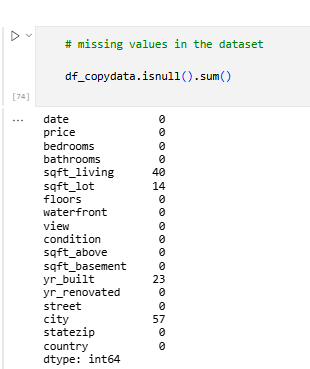 # missing values in the dataset
df_copydata.isnull().sum()
[74]
... date 0
price 0
bedrooms 0
bathrooms 0
sqft_living 40
sqft_lot 14
floors 0
waterfront 0
view 0
condition 0
sqft_above 0
sqft_basement 0
yr_built 23
yr_renovated 0
street 0
city 57
statezip 0
country 0
dtype: int64